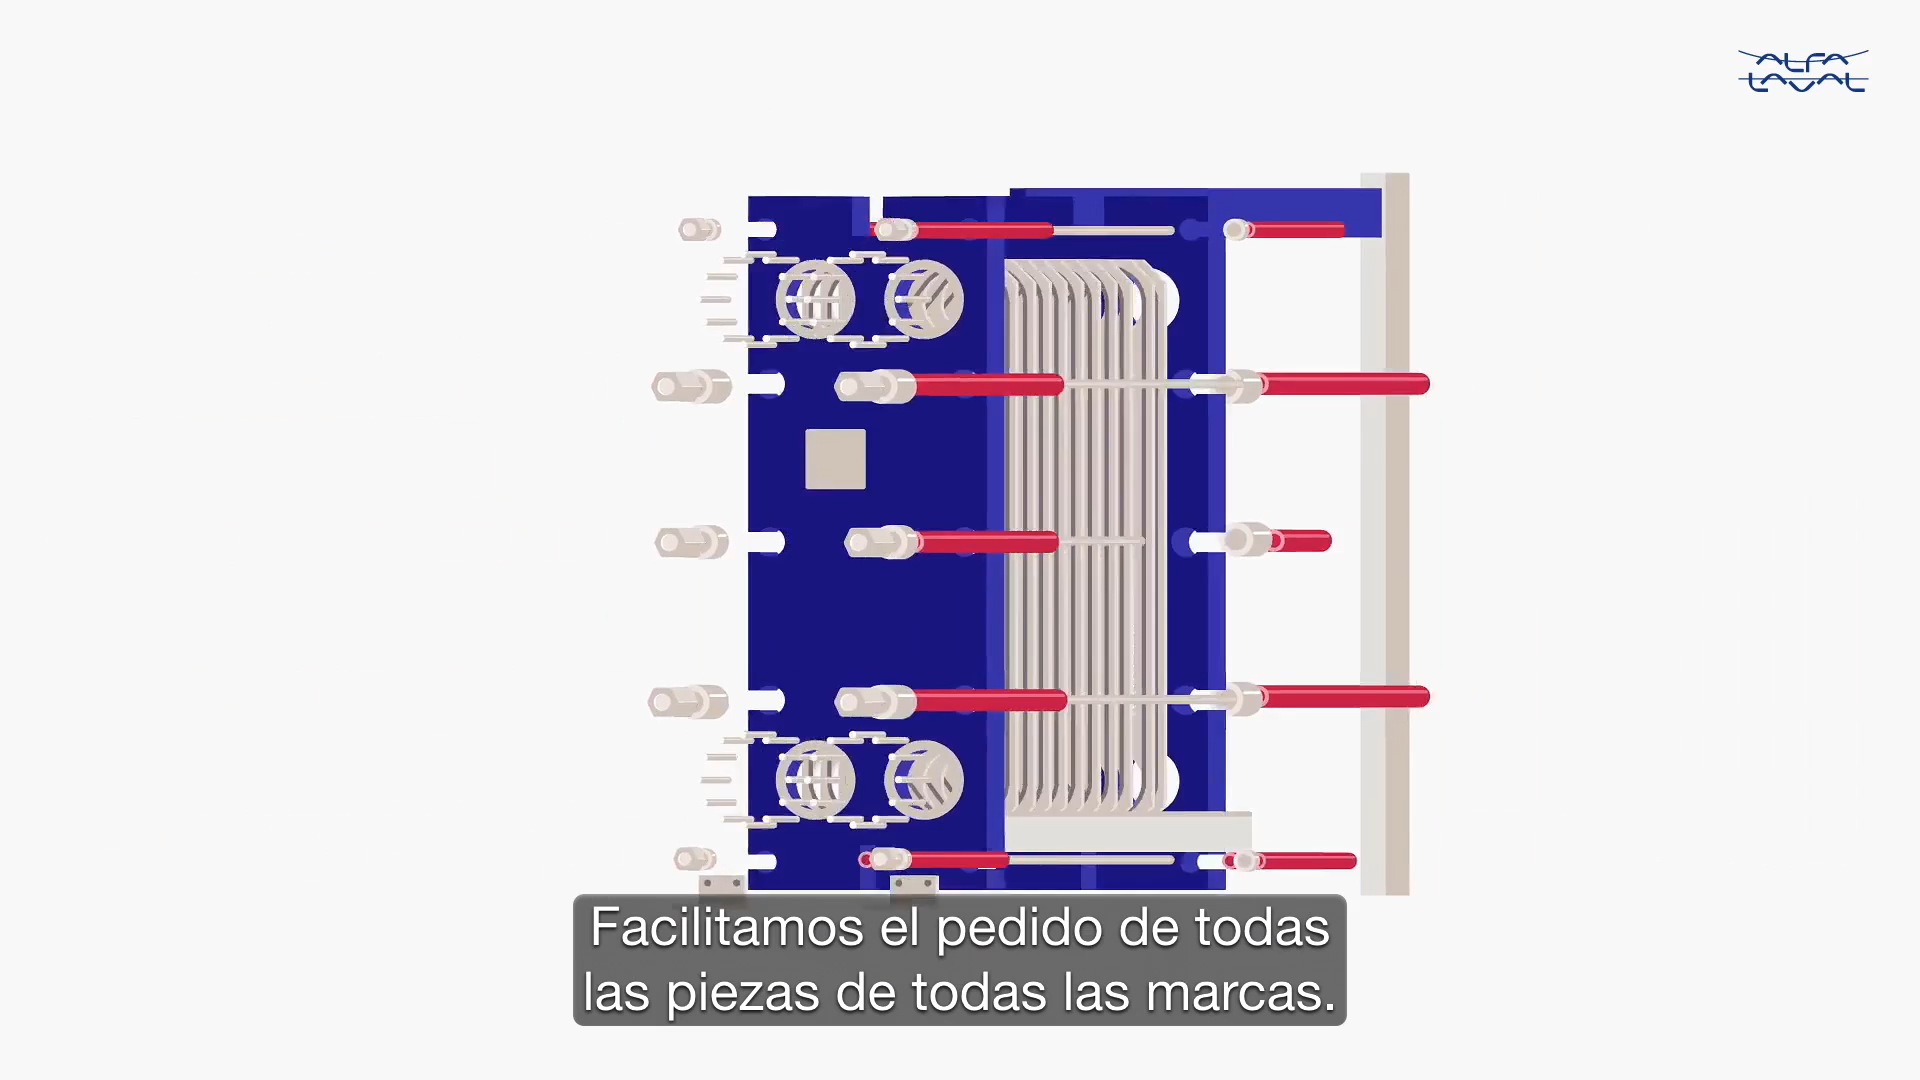 ALFA
LAVAL
Facilitamos el pedido de todas
las piezas de todas las marcas.